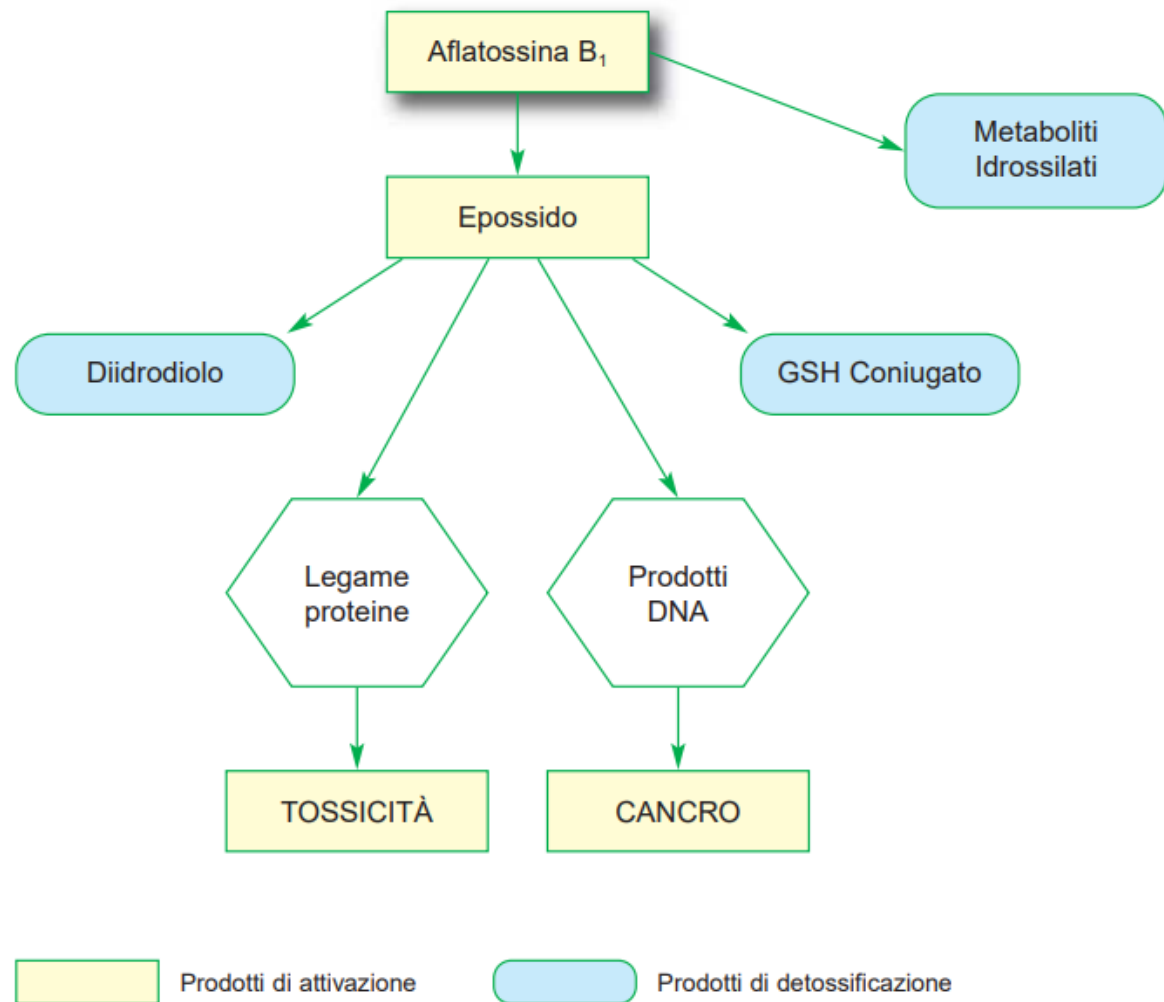 Aflatossina B₁
Metaboliti
Idrossilati
Epossido
Diidrodiolo
GSH Coniugato
Legame
proteine
Prodotti
DNA
TOSSICITÀ
CANCRO
Prodotti di attivazione
Prodotti di detossificazione